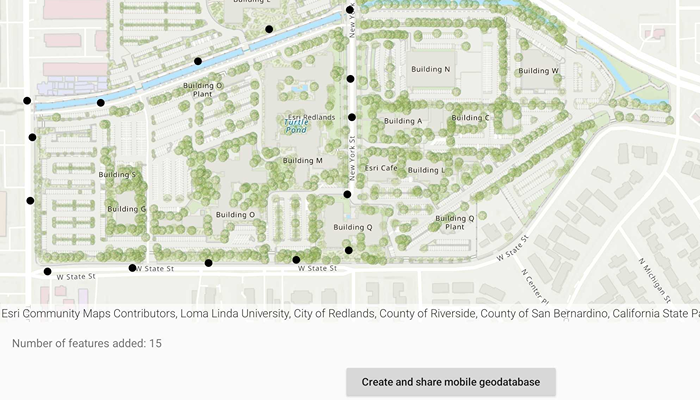 Building E
New York St
Building N
Building W
Building O
Plant
Esri Redlands
Turtle
Pond
Building A
Building C
Building M
New York St
Esri Cafe
Building L
Building S
Building G
Building O
Building Q
Plant
Building Q
W State St
N Center Pl
N Michigan St
W State St
W State St
W State St
Esri Community Maps Contributors, Loma Linda University, City of Redlands, County of Riverside, County of San Bernardino, California State Pa
Number of features added: 15
Create and share mobile geodatabase